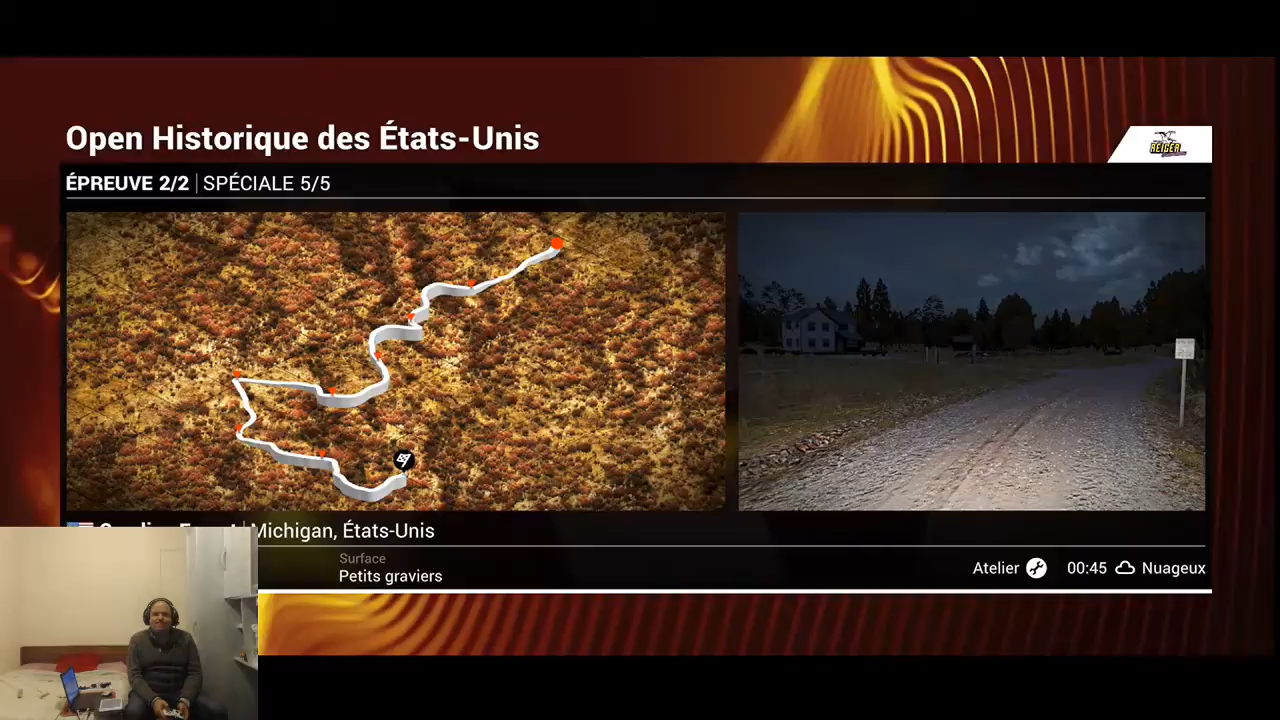 Open Historique des États-Unis
REIGER
ÉPREUVE 2/2 | SPÉCIALE 5/5
Michigan, États-Unis
Surface
Petits graviers
Atelier 00:45 Nuageux